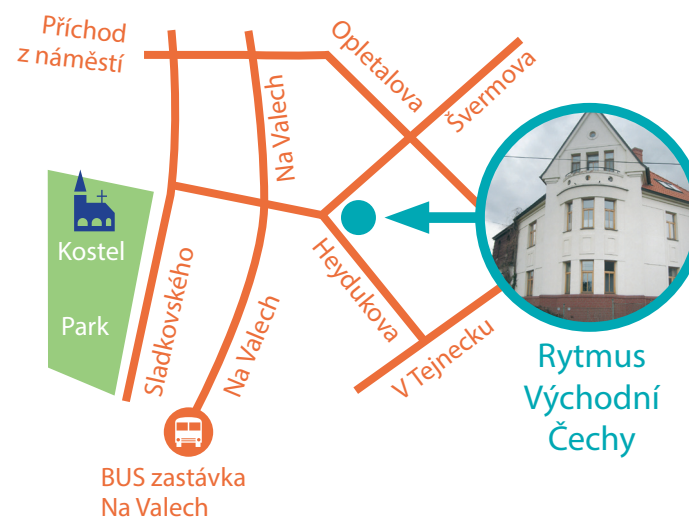 Příchod
z náměstí
Opletalova
Švermova
Na Valech
Kostel
Park
Sladkovského
Na Valech
Heydukova
V Tejnecku
Rytmus
Východní
Čechy
BUS zastávka
Na Valech